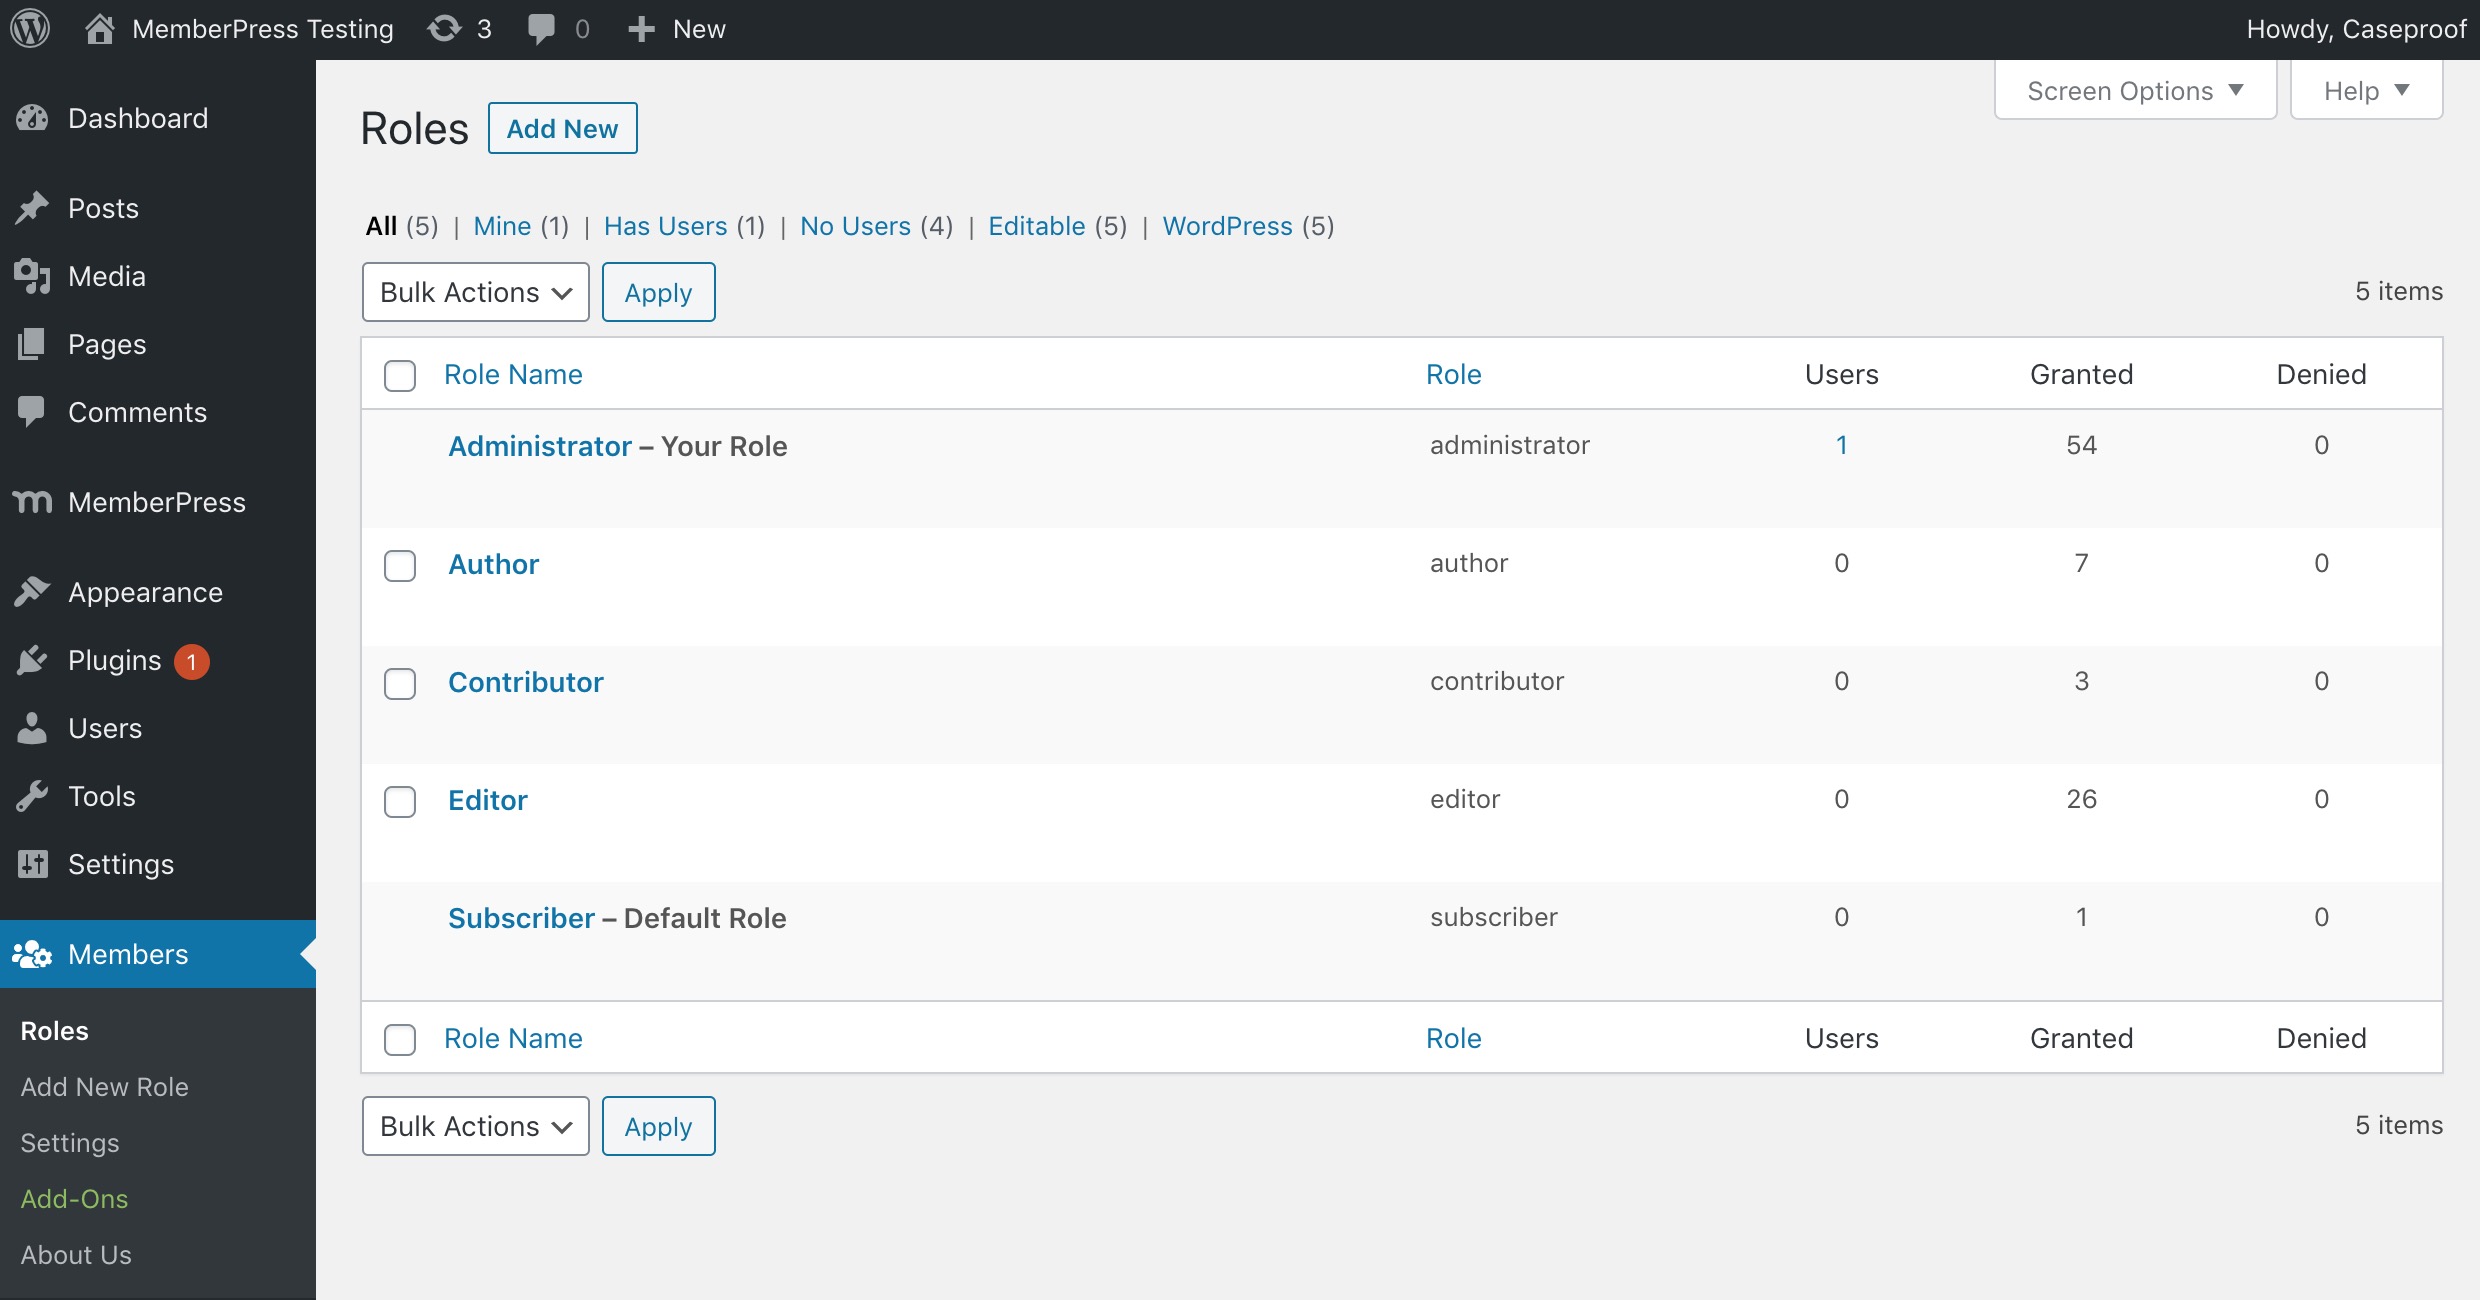 MemberPress Testing 3 0 New Howdy, Caseproof
Screen Options Help
Dashboard
Posts
Media
Pages
Comments
MemberPress
Appearance
Plugins 1
Users
Tools
Settings
Members
Roles
Add New Role
Settings
Add-Ons
About Us
Roles Add New
All (5) | Mine (1) | Has Users (1) | No Users (4) | Editable (5) | WordPress (5)
Bulk Actions Apply 5 items
Role Name Role Users Granted Denied
Administrator – Your Role administrator 1 54 0
Author author 0 7 0
Contributor contributor 0 3 0
Editor editor 0 26 0
Subscriber – Default Role subscriber 0 1 0
Role Name Role Users Granted Denied
Bulk Actions Apply 5 items